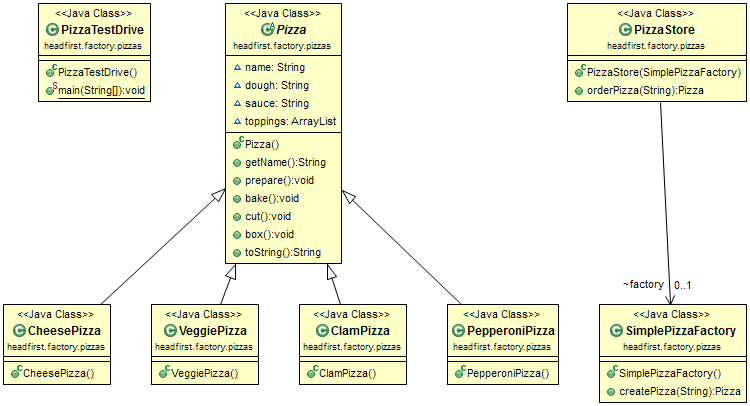 <<Java Class>>
PizzaTestDrive
headfirst.factory.pizzas
PizzaTestDrive()
main(String[]):void
<<Java Class>>
Pizza
headfirst.factory.pizzas
name: String
dough: String
sauce: String
toppings: ArrayList
Pizza()
getName():String
prepare():void
bake():void
cut():void
box():void
toString():String
<<Java Class>>
PizzaStore
headfirst.factory.pizzas
PizzaStore(SimplePizzaFactory)
orderPizza(String):Pizza
~factory 0..1
<<Java Class>>
CheesePizza
headfirst.factory.pizzas
CheesePizza()
<<Java Class>>
VeggiePizza
headfirst.factory.pizzas
VeggiePizza()
<<Java Class>>
ClamPizza
headfirst.factory.pizzas
ClamPizza()
<<Java Class>>
PepperoniPizza
headfirst.factory.pizzas
PepperoniPizza()
<<Java Class>>
SimplePizzaFactory
headfirst.factory.pizzas
SimplePizzaFactory()
createPizza(String):Pizza